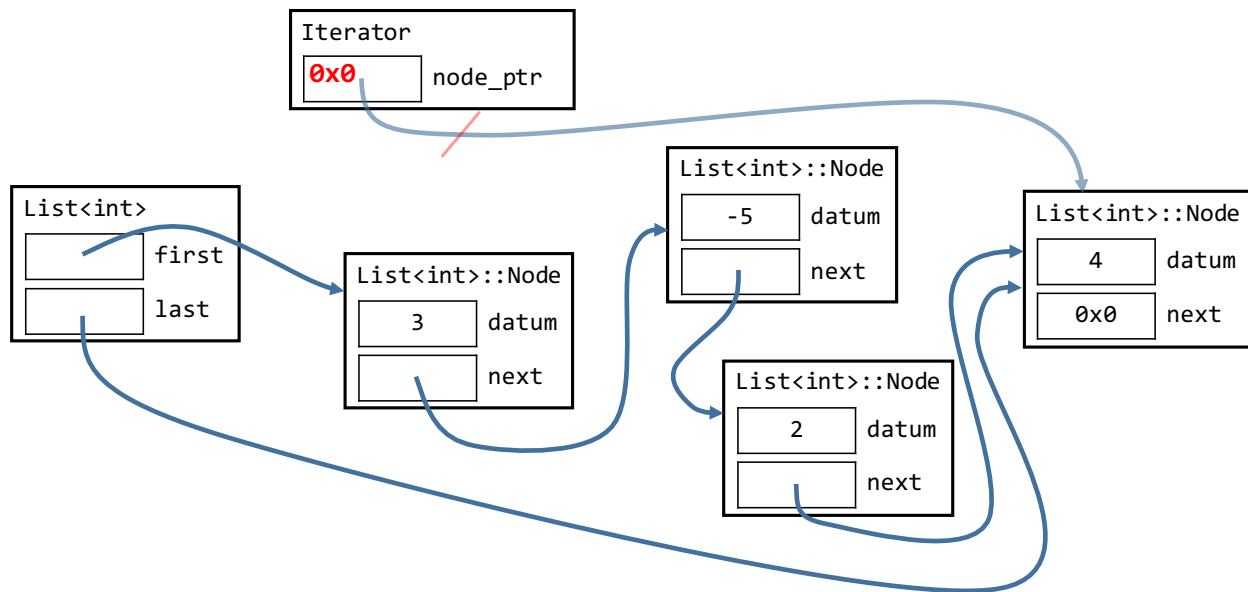 Iterator
0x0 node_ptr
List<int>
first
last
List<int>::Node
3 datum
next
List<int>::Node
-5 datum
next
List<int>::Node
2 datum
next
List<int>::Node
4 datum
0x0 next